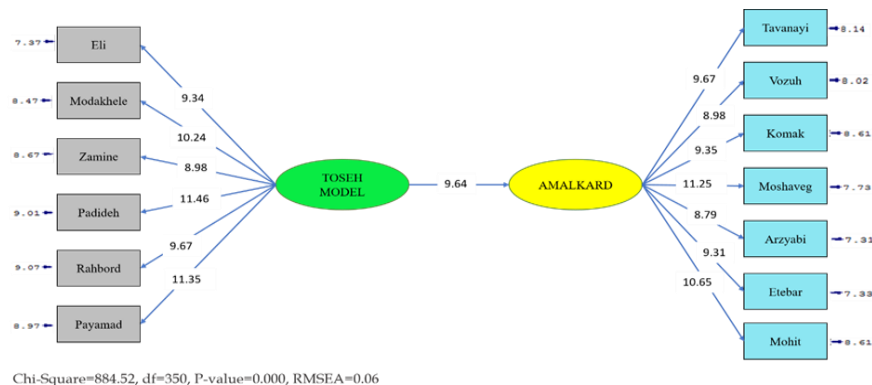 Eli
7.37
9.34
Modakhele
8.47
10.24
Zamine
8.67
8.98
Padideh
9.01
11.46
Rahbord
9.07
9.67
Payamad
8.97
11.35
TOSEH
MODEL
9.64
AMALKARD
9.67
Tavanayi
8.14
8.98
Vozuh
8.02
9.35
Komak
8.61
11.25
Moshaveg
7.73
8.79
Arzyabi
7.31
9.31
Etebar
7.33
10.65
Mohit
8.61
Chi-Square=884.52, df=350, P-value=0.000, RMSEA=0.06